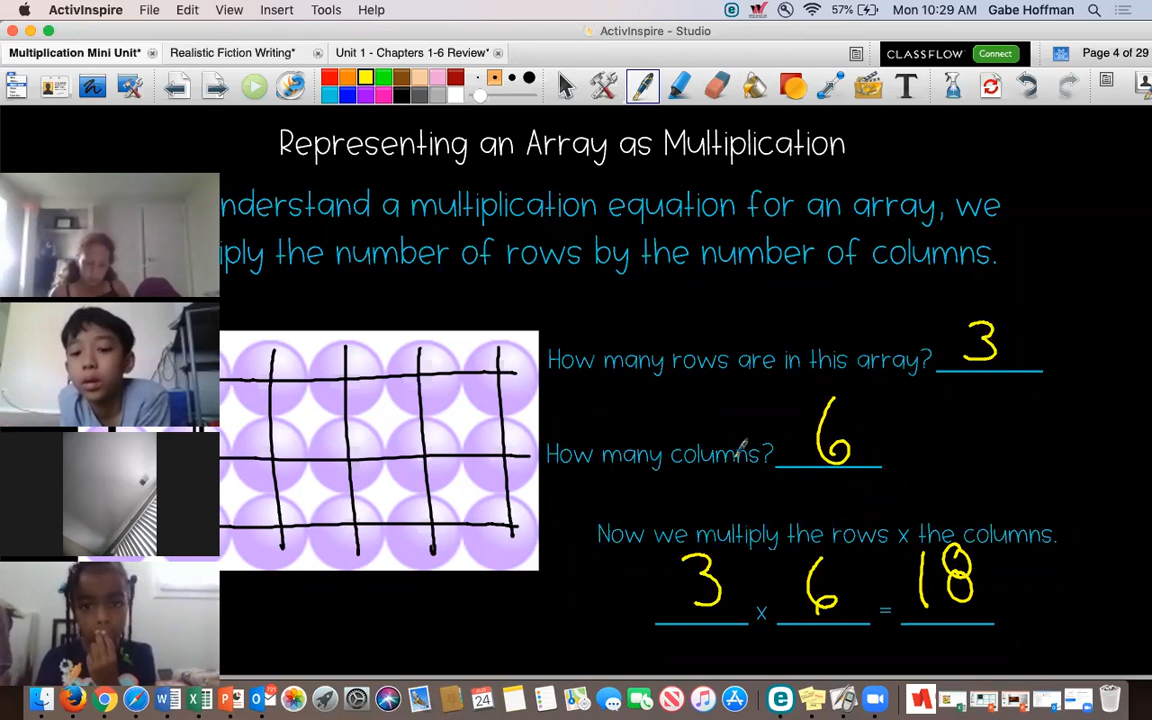 ActivInspire File Edit View Insert Tools Help 57% Mon 10:29 AM Gabe Hoffman
ActivInspire - Studio
Multiplication Mini Unit* Realistic Fiction Writing* Unit 1 - Chapters 1-6 Review* CLASSFLOW Connect Page 4 of 29
Representing an Array as Multiplication
nderstand a multiplication equation for an array, we
iply the number of rows by the number of columns.
How many rows are in this array? 3
How many columns? 6
Now we multiply the rows x the columns.
3 x 6 = 18
AUG
24
721